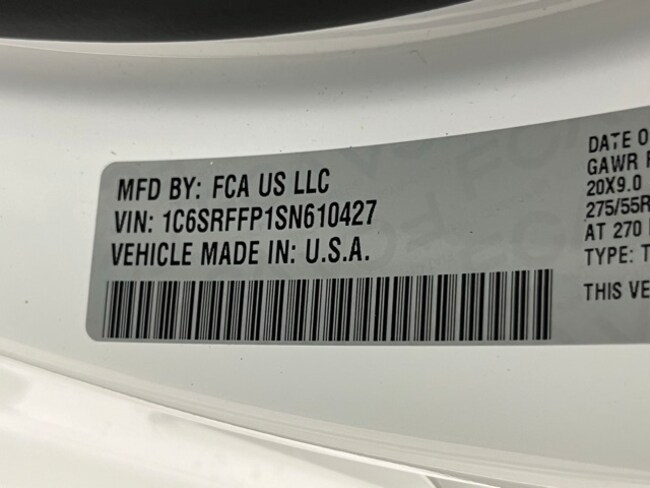 MFD BY: FCA US LLC
VIN: 1C6SRFFP1SN610427
VEHICLE MADE IN: U.S.A.
DATE O
GAWR
20X9.0
275/55R
AT 270
TYPE: T
THIS VE